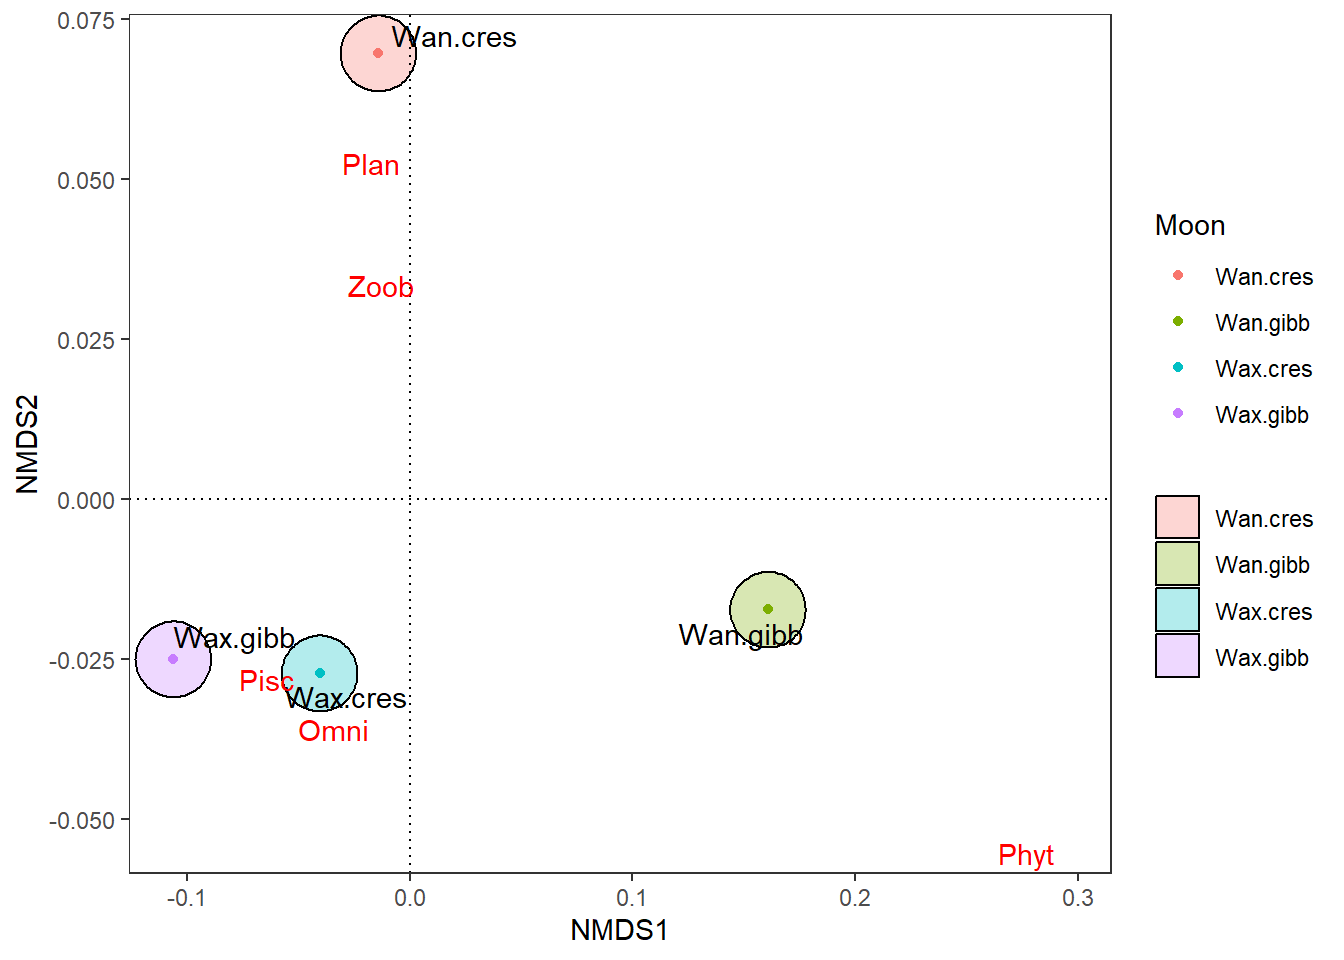 0.075
0.050
0.025
0.000
-0.025
-0.050
NMDS2
Wan.cres
Plan
Zoob
Wax.gibb
Pisc
Wax.cres
Omni
Wan.gibb
Phyt
-0.1
0.0
0.1
0.2
0.3
NMDS1
Moon
Wan.cres
Wan.gibb
Wax.cres
Wax.gibb
Wan.cres
Wan.gibb
Wax.cres
Wax.gibb